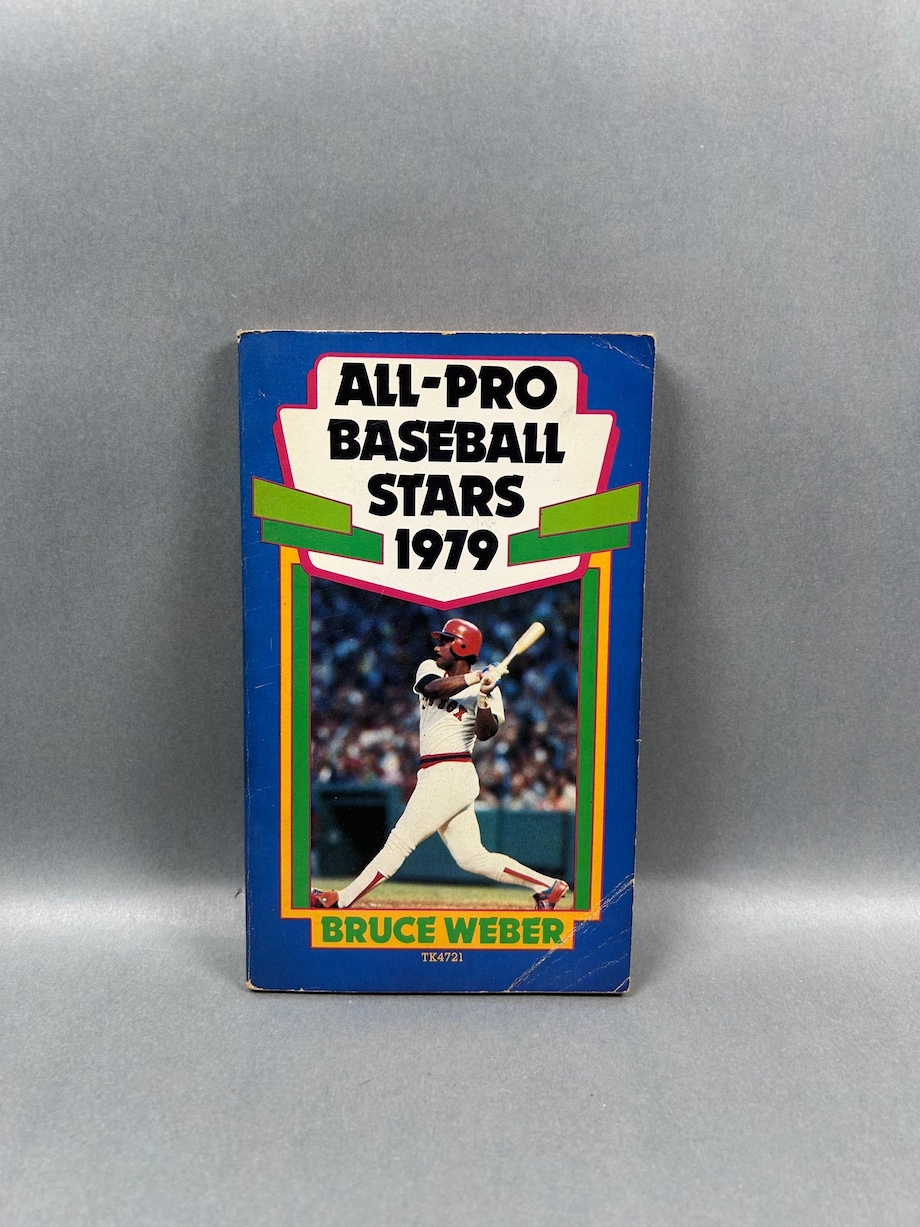 ALL-PRO
BASEBALL
STARS
1979
BRUCE WEBER
TK4721